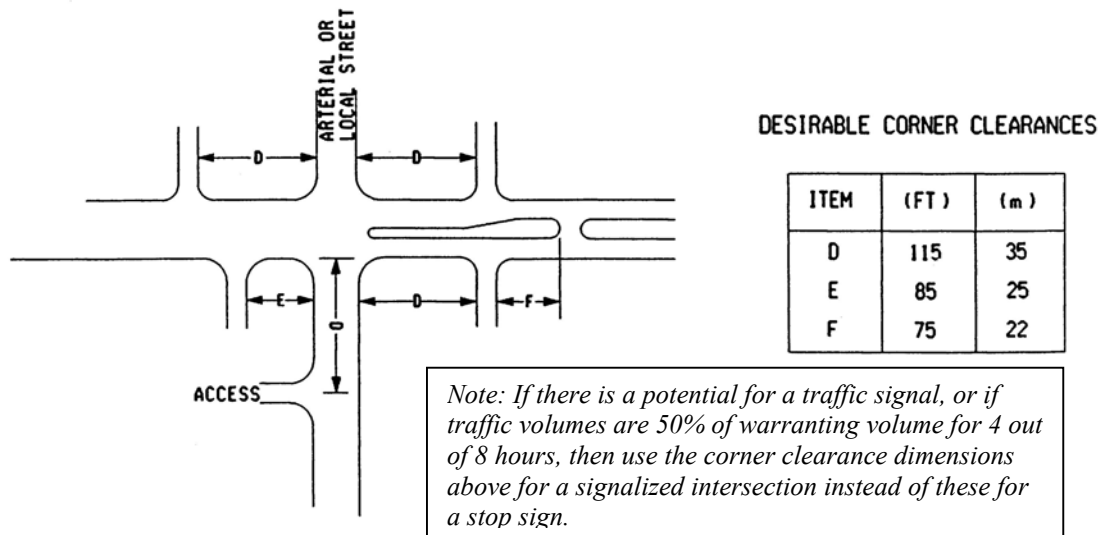 ARTERIAL OR
LOCAL STREET
DESIRABLE CORNER CLEARANCES
D
D
ITEM (FT) (m)
D 115 35
E 85 25
F 75 22
E
D
D
F
ACCESS
Note: If there is a potential for a traffic signal, or if
traffic volumes are 50% of warranting volume for 4 out
of 8 hours, then use the corner clearance dimensions
above for a signalized intersection instead of these for
a stop sign.